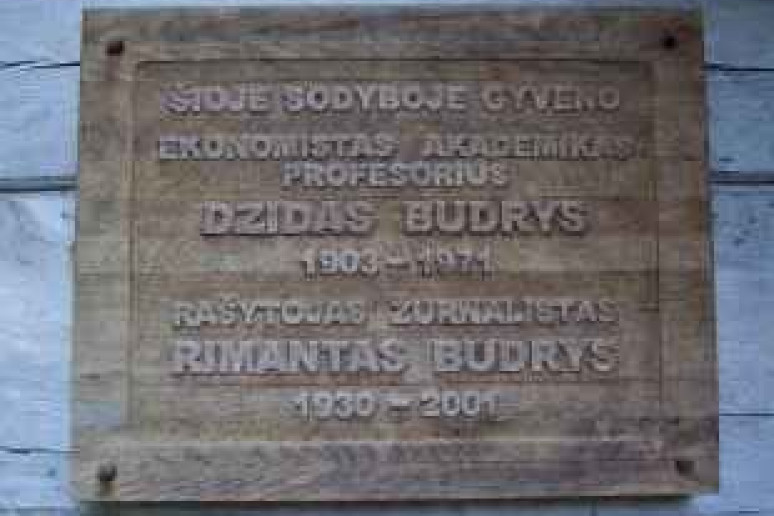 ŠIOJE SODYBOJE GYVENO
EKONOMISTAS AKADEMIKAS
PROFESORIUS
DZIDAS BUDRYS
1903 – 1971
RAŠYTOJAS ŽURNALISTAS
RIMANTAS BUDRYS
1930 – 2001